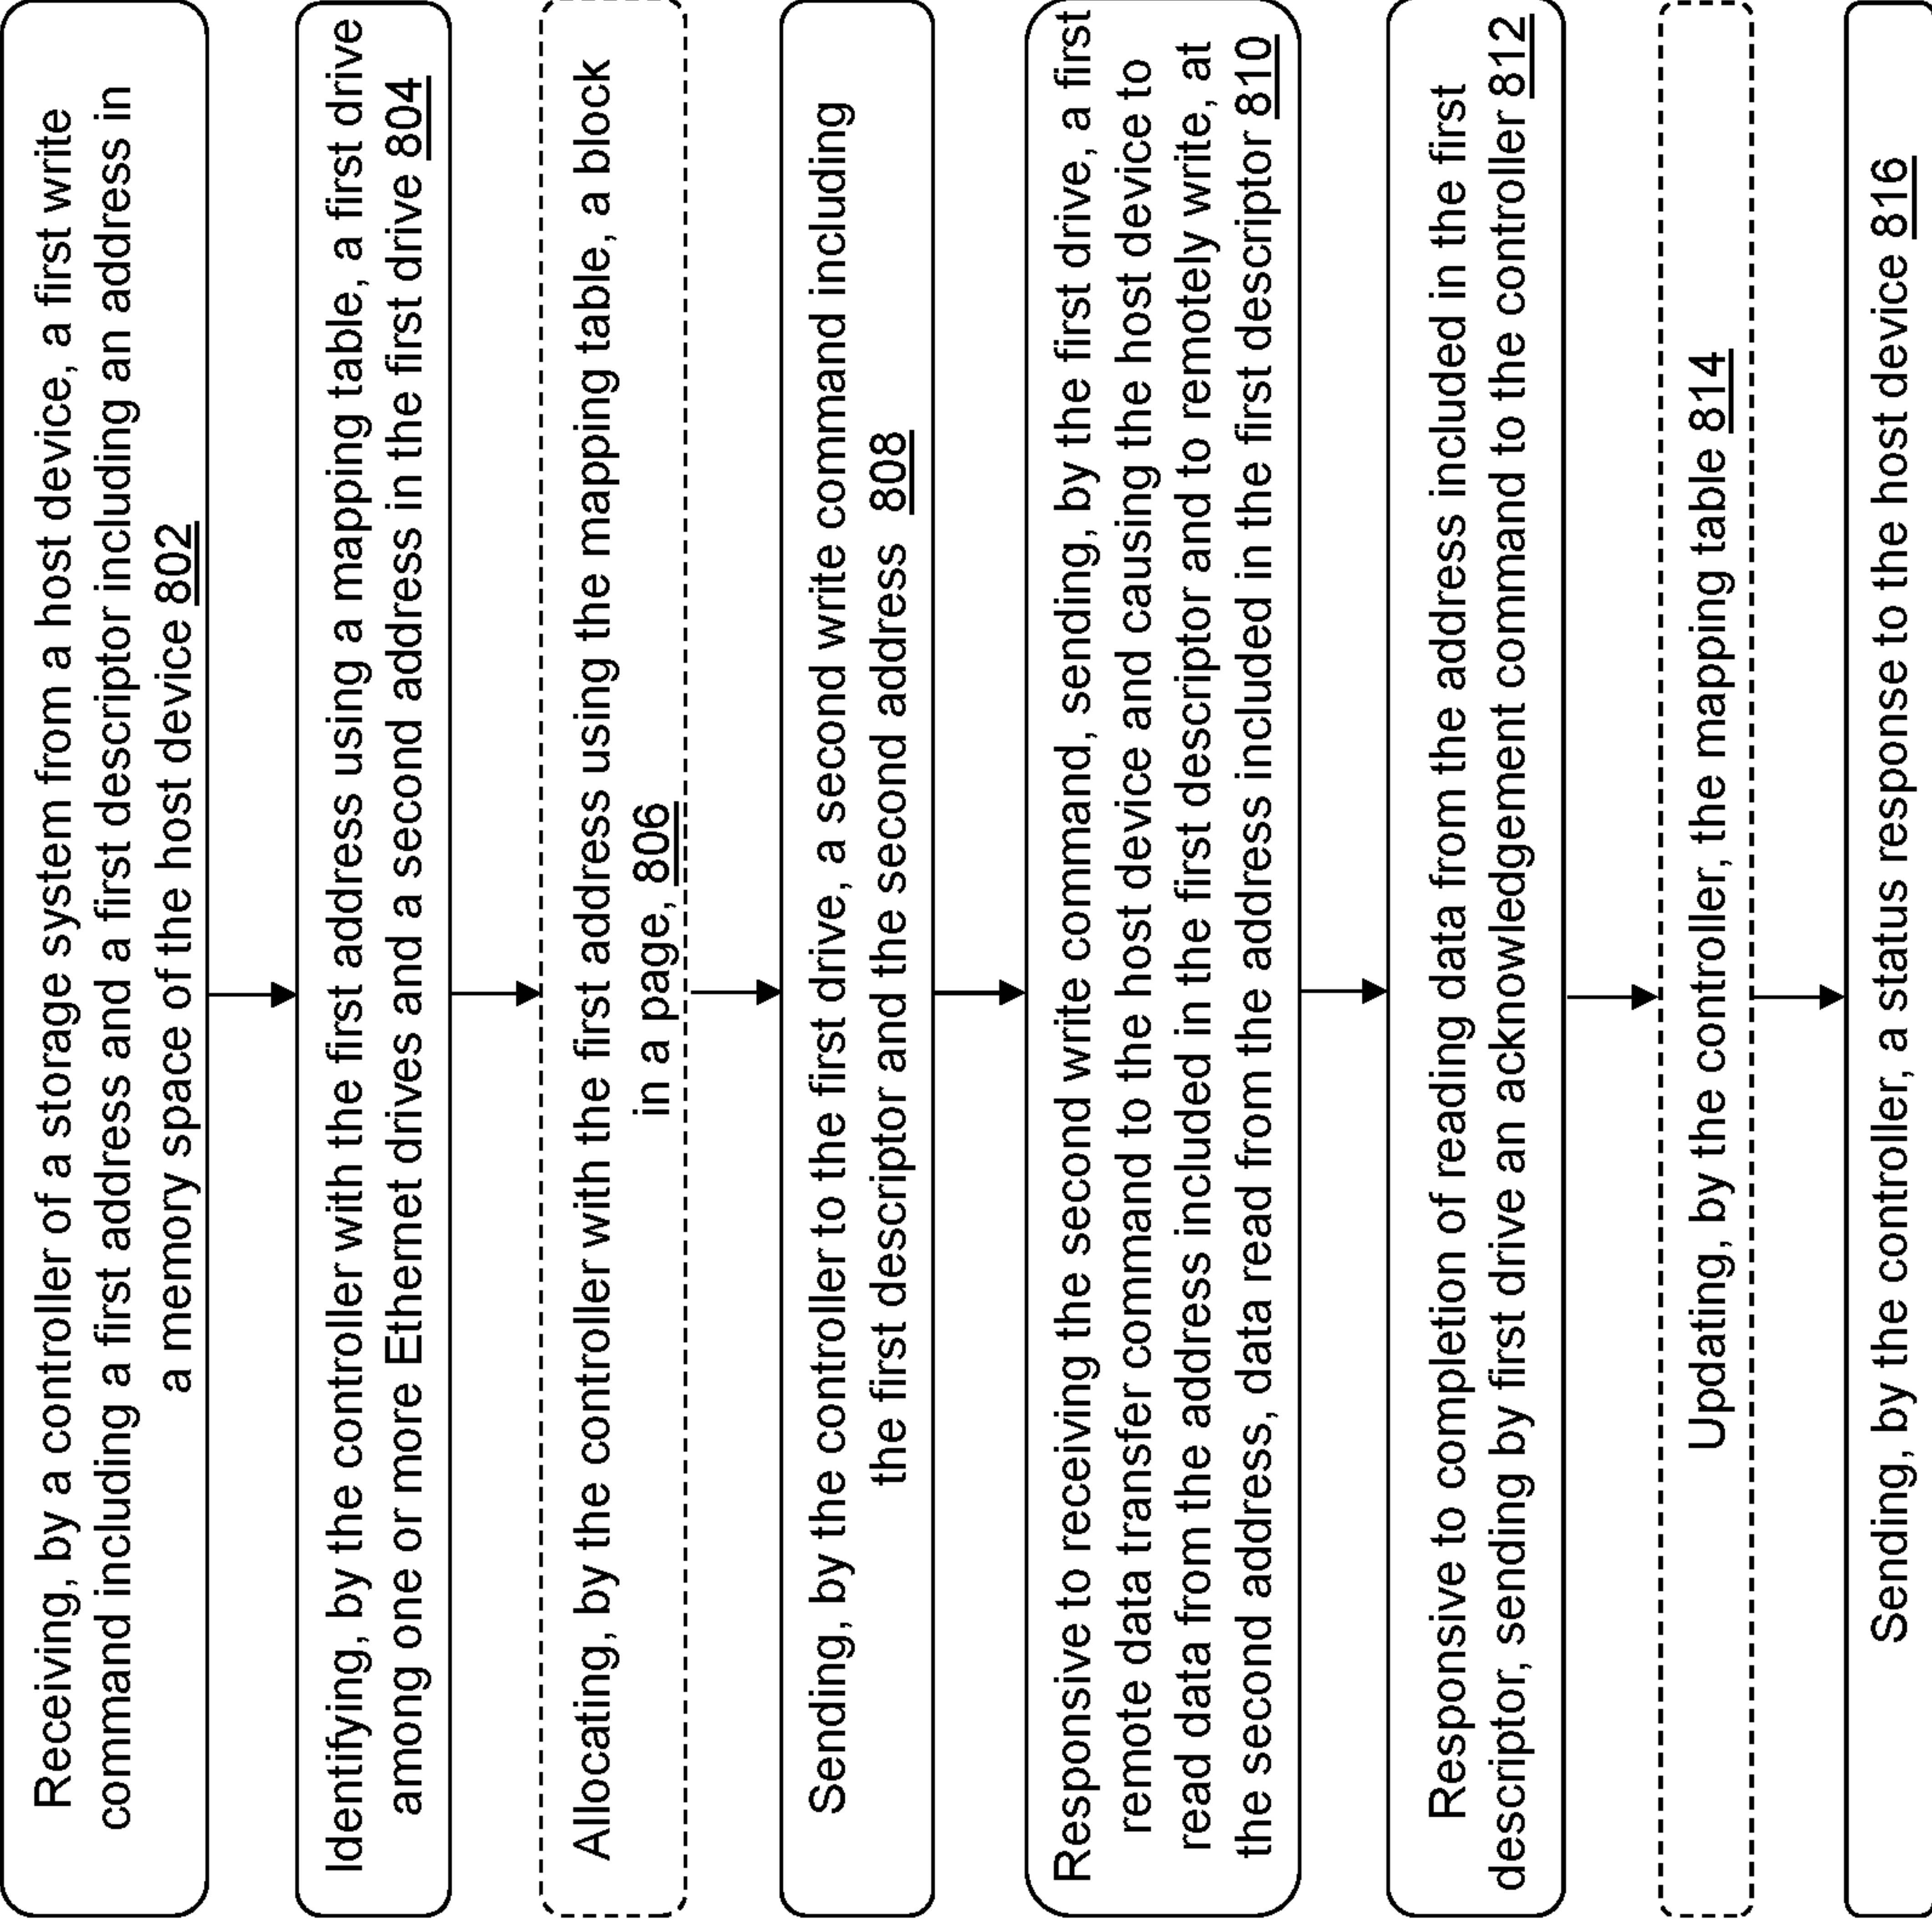 Receiving, by a controller of a storage system from a host device, a first write
command including a first address and a first descriptor including an address in
a memory space of the host device 802
Identifying, by the controller with the first address using a mapping table, a first drive
among one or more Ethernet drives and a second address in the first drive 804
Allocating, by the controller with the first address using the mapping table, a block
in a page, 806
Sending, by the controller to the first drive, a second write command including
the first descriptor and the second address 808
Responsive to receiving the second write command, sending, by the first drive, a first
remote data transfer command to the host device and causing the host device to
read data from the address included in the first descriptor and to remotely write, at
the second address, data read from the address included in the first descriptor 810
Responsive to completion of reading data from the address included in the first
descriptor, sending by first drive an acknowledgement command to the controller 812
Updating, by the controller, the mapping table 814
Sending, by the controller, a status response to the host device 816